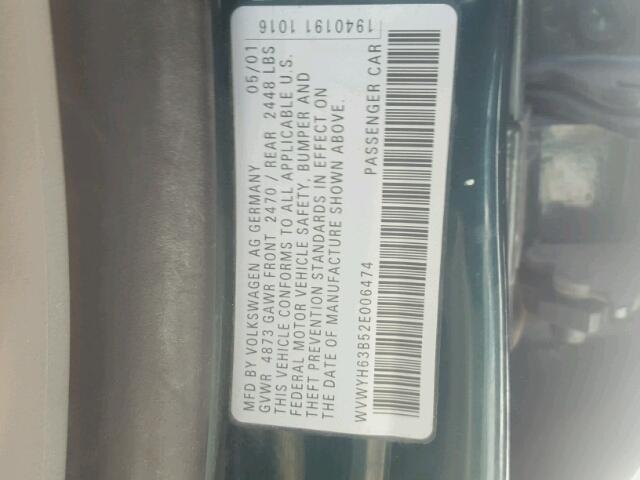 1940191 1016
MFD BY VOLKSWAGEN AG GERMANY 05/01
GVWR 4873 GAWR FRONT 2470 / REAR 2448 LBS
THIS VEHICLE CONFORMS TO ALL APPLICABLE U.S.
FEDERAL MOTOR VEHICLE SAFETY, BUMPER AND
THEFT PREVENTION STANDARDS IN EFFECT ON
THE DATE OF MANUFACTURE SHOWN ABOVE.
WVWYH63B52E006474 PASSENGER CAR